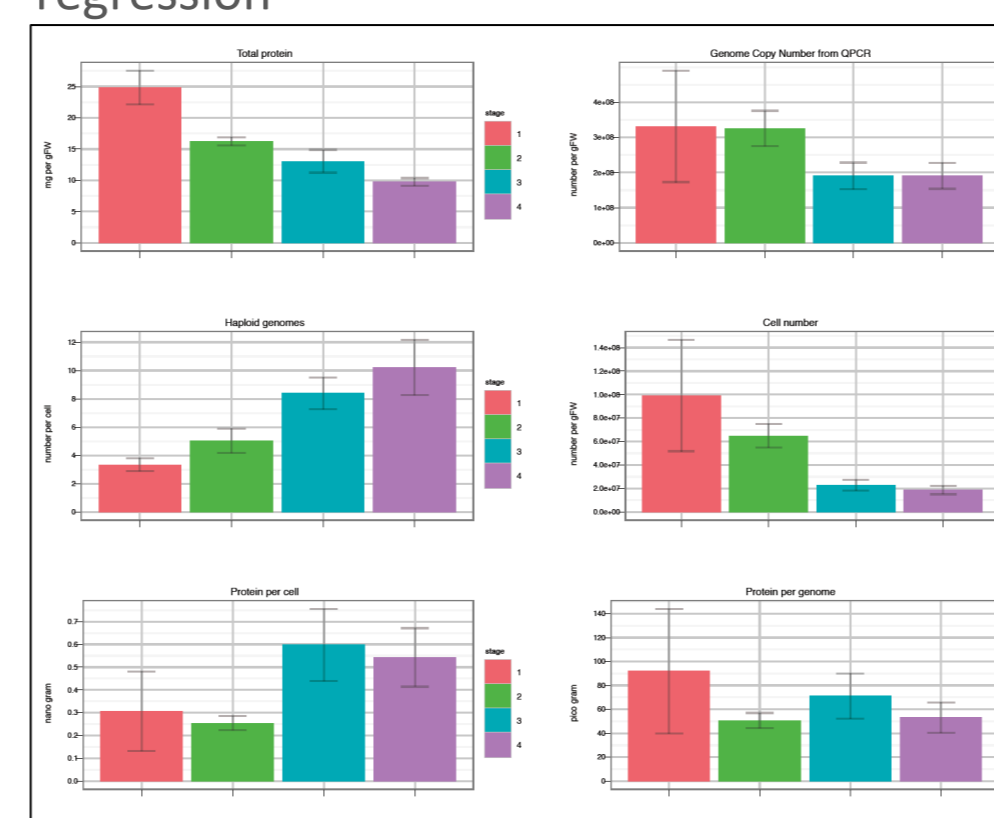 regression
Total protein
mg per gFW
25
20
15
10
5
0
stage
1
2
3
4
Genome Copy Number from QPCR
number per gFW
4e+08
3e+08
2e+08
1e+08
0e+00
Haploid genomes
number per cell
12
10
8
6
4
2
0
stage
1
2
3
4
Cell number
number per gFW
1.4e+08
1.2e+08
1.0e+08
8.0e+07
6.0e+07
4.0e+07
2.0e+07
0.0e+00
Protein per cell
nano gram
0.7
0.6
0.5
0.4
0.3
0.2
0.1
0.0
stage
1
2
3
4
Protein per genome
pico gram
140
120
100
80
60
40
20
0